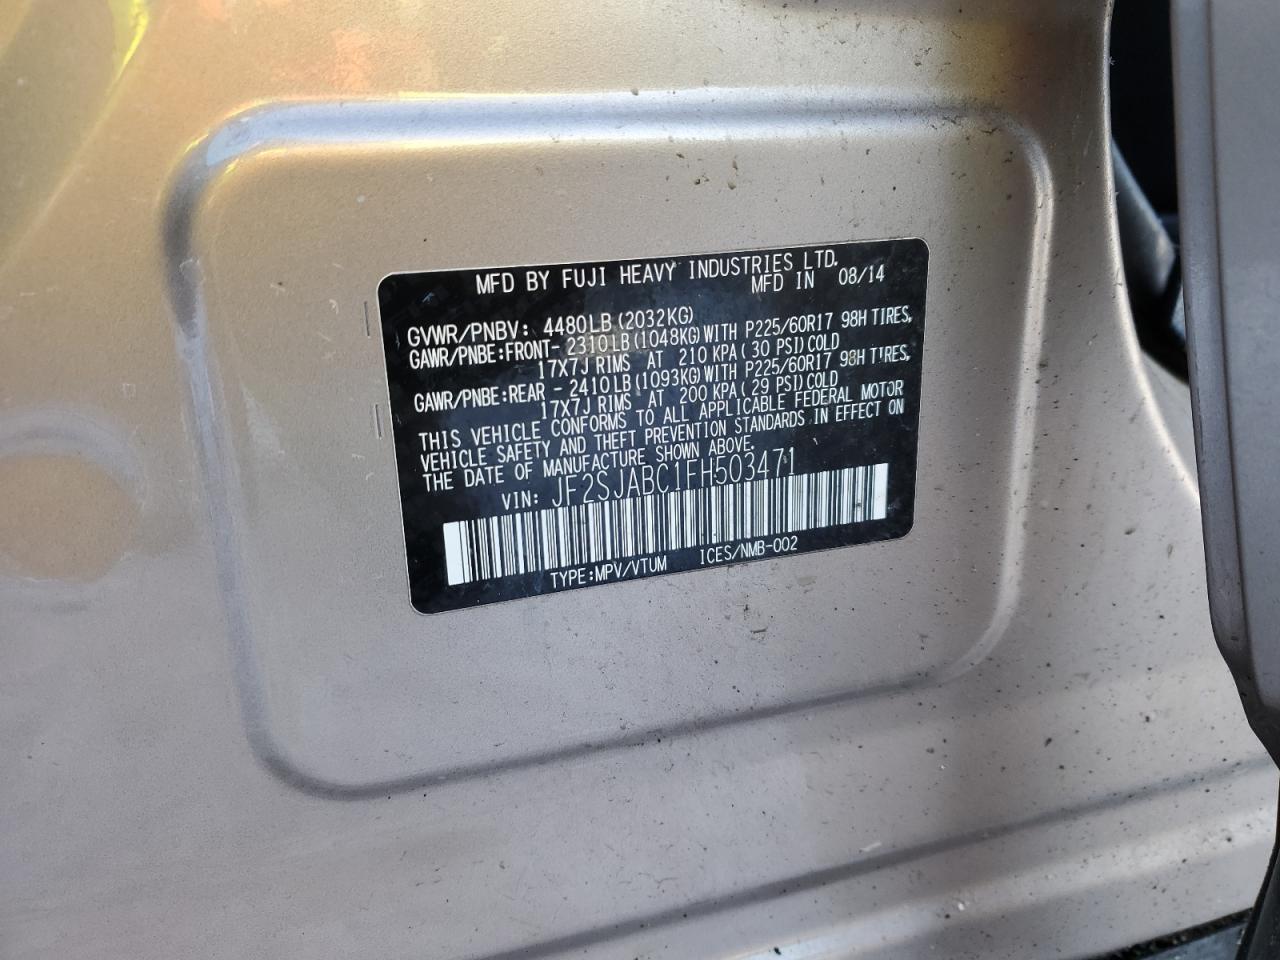 MFD BY FUJI HEAVY INDUSTRIES LTD.
MFD IN 08/14
GVWR/PNBV: 4480LB(2032KG)
GAWR/PNBE:FRONT- 2310LB(1048KG)WITH P225/60R17 98H TIRES,
17X7J RIMS AT 210 KPA(30 PSI)COLD
GAWR/PNBE:REAR - 2410LB(1093KG)WITH P225/60R17 98H TIRES,
17X7J RIMS AT 200 KPA(29 PSI)COLD
THIS VEHICLE CONFORMS TO ALL APPLICABLE FEDERAL MOTOR
VEHICLE SAFETY AND THEFT PREVENTION STANDARDS IN EFFECT ON
THE DATE OF MANUFACTURE SHOWN ABOVE.
VIN: JF2SJABC1FH503471
TYPE:MPV/VTUM ICES/NMB-002